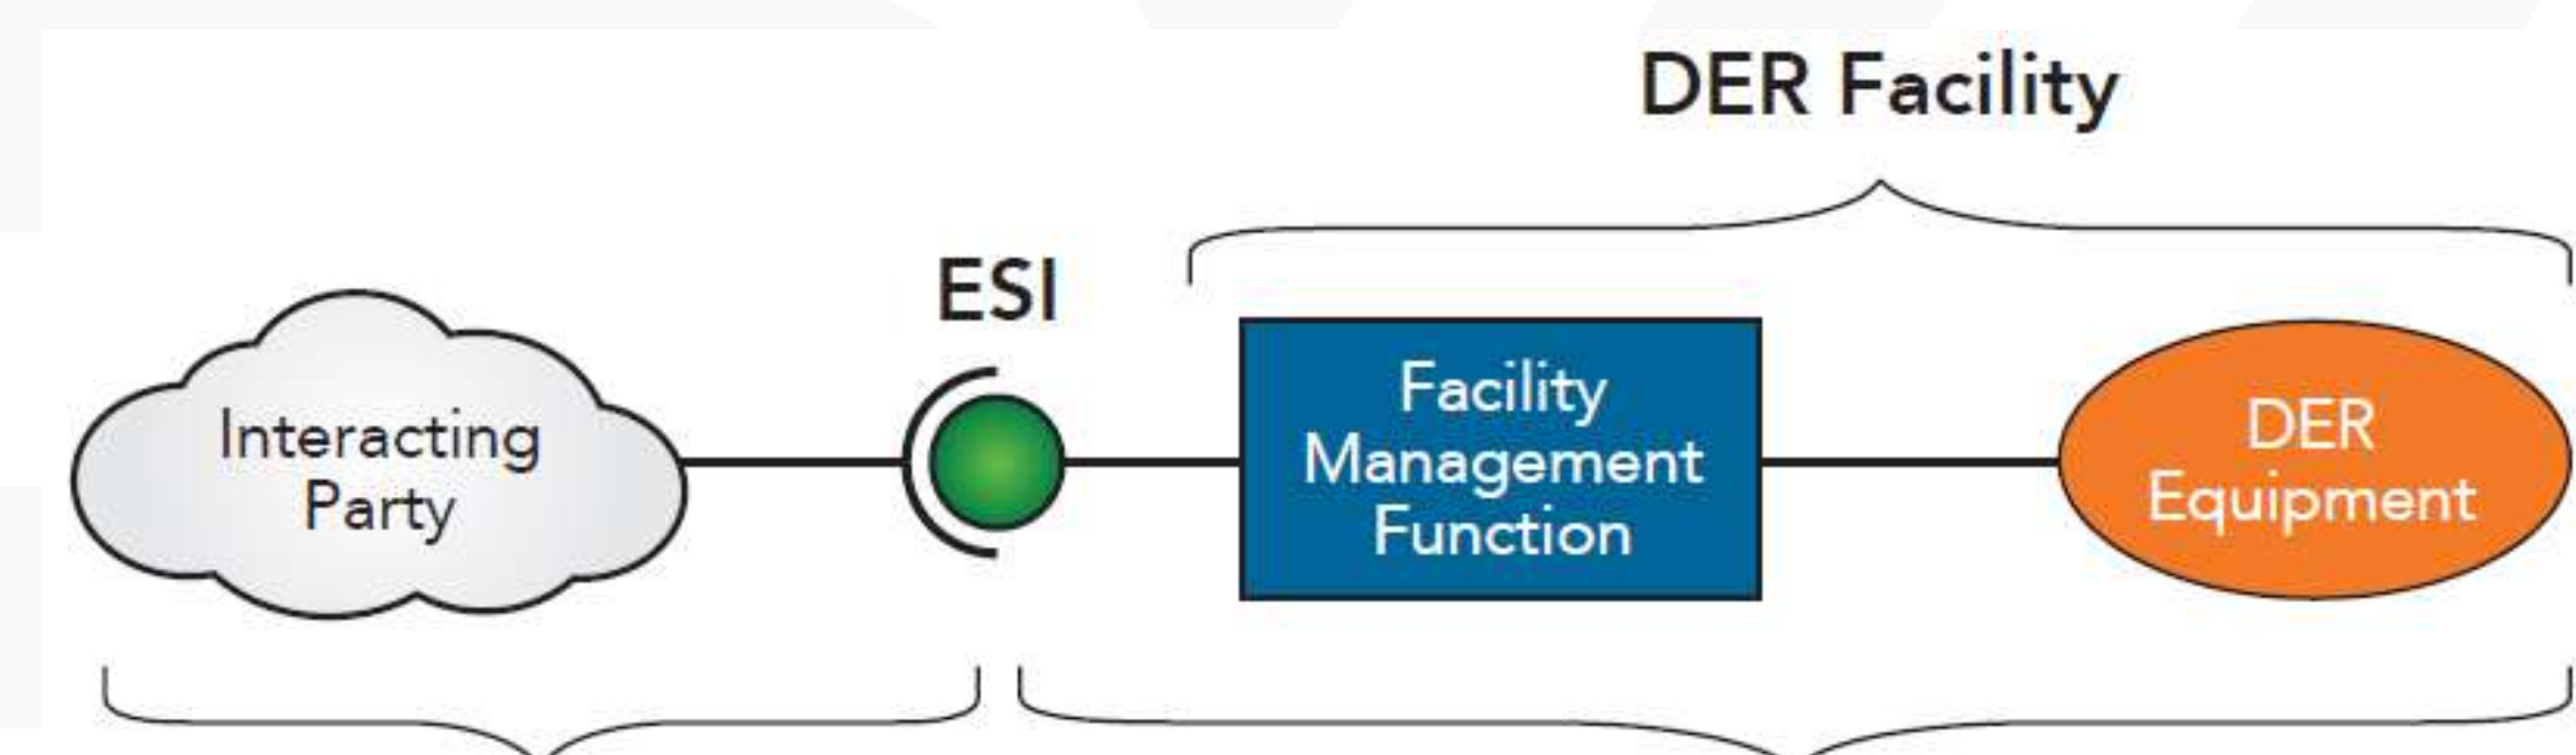 DER Facility
ESI
Interacting
Party
Facility
Management
Function
DER
Equipment